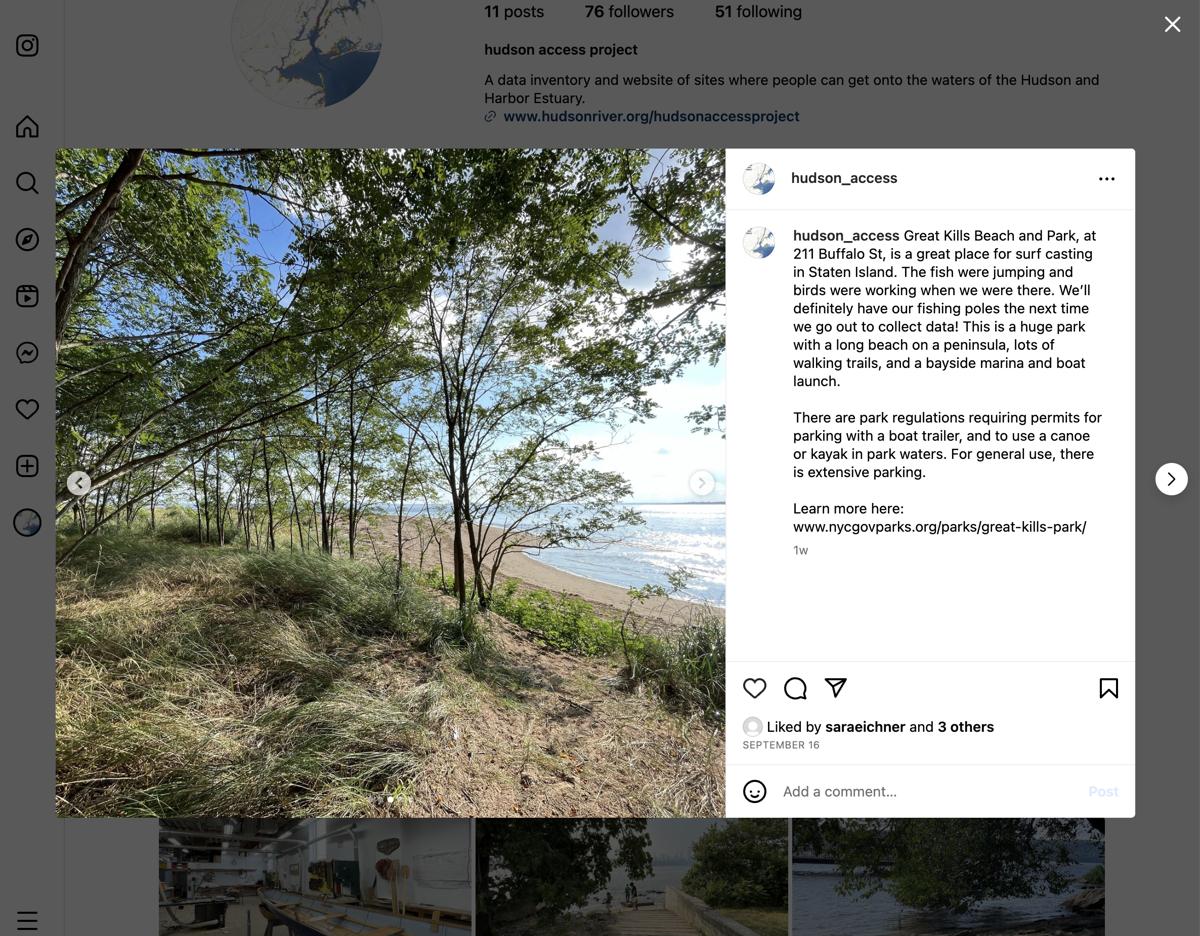 11 posts 76 followers 51 following
hudson access project
A data inventory and website of sites where people can get onto the waters of the Hudson and
Harbor Estuary.
www.hudsonriver.org/hudsonaccessproject
hudson_access
hudson_access Great Kills Beach and Park, at
211 Buffalo St, is a great place for surf casting
in Staten Island. The fish were jumping and
birds were working when we were there. We’ll
definitely have our fishing poles the next time
we go out to collect data! This is a huge park
with a long beach on a peninsula, lots of
walking trails, and a bayside marina and boat
launch.
There are park regulations requiring permits for
parking with a boat trailer, and to use a canoe
or kayak in park waters. For general use, there
is extensive parking.
Learn more here:
www.nycgovparks.org/parks/great-kills-park/
1w
Liked by saraeichner and 3 others
SEPTEMBER 16
Add a comment... Post